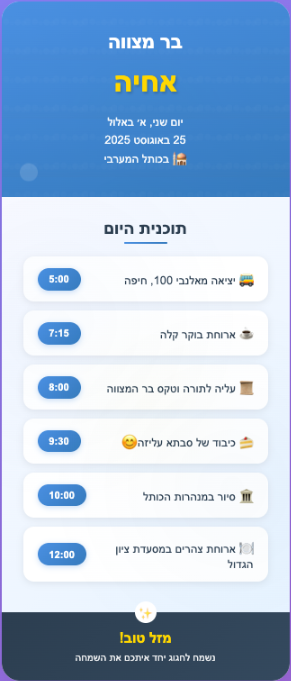 בר מצווה
אחיה
יום שני, א׳ באלול
25 באוגוסט 2025
בכותל המערבי
תוכנית היום
🚌 יציאה מאלנבי 100, חיפה 5:00
☕ ארוחת בוקר קלה 7:15
📜 עליה לתורה וטקס בר המצווה 8:00
🍰 כיבוד של סבתא עליזה😊 9:30
🏛️ סיור במנהרות הכותל 10:00
🍽️ ארוחת צהרים במסעדת ציון 12:00
הגדול
✨
מזל טוב!
נשמח לחגוג יחד איתכם את השמחה